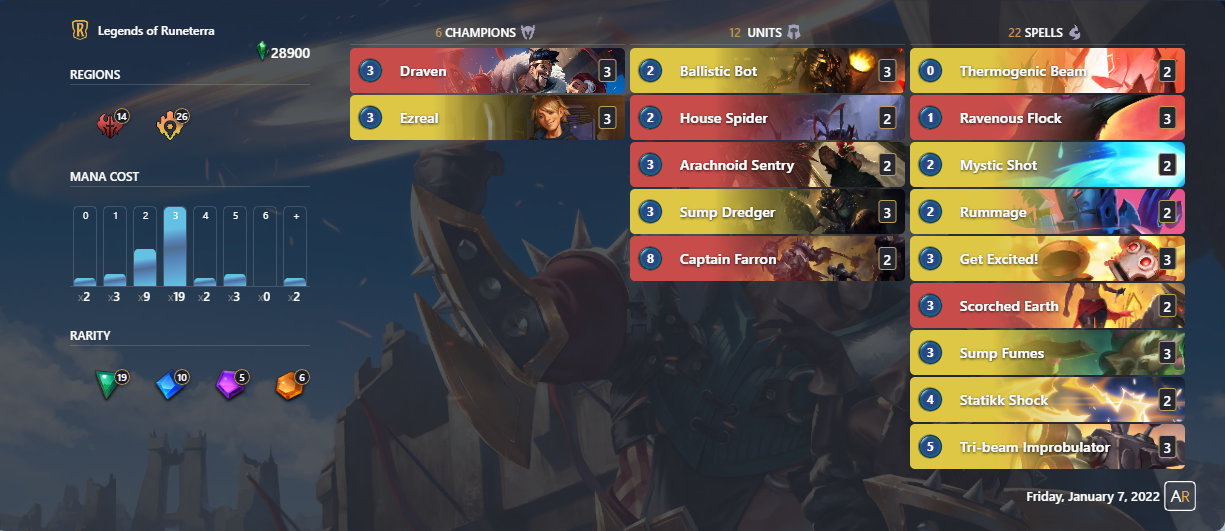 R Legends of Runeterra
28900
REGIONS
14 26
MANA COST
0 1 2 3 4 5 6 +
x2 x3 x9 x19 x2 x3 x0 x2
RARITY
19 10 5 6
6 CHAMPIONS
3 Draven 3
3 Ezreal 3
12 UNITS
2 Ballistic Bot 3
2 House Spider 2
3 Arachnoid Sentry 2
3 Sump Dredger 3
8 Captain Farron 2
22 SPELLS
0 Thermogenic Beam 2
1 Ravenous Flock 3
2 Mystic Shot 2
2 Rummage 2
3 Get Excited! 3
3 Scorched Earth 2
3 Sump Fumes 3
4 Statikk Shock 2
5 Tri-beam Improbulator 3
Friday, January 7, 2022 AR